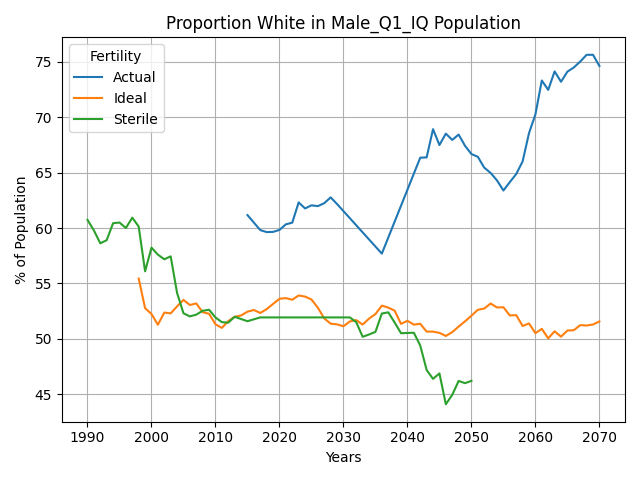 Proportion White in Male_Q1_IQ Population
Fertility
Actual
Ideal
Sterile
% of Population
75
70
65
60
55
50
45
1990 2000 2010 2020 2030 2040 2050 2060 2070
Years